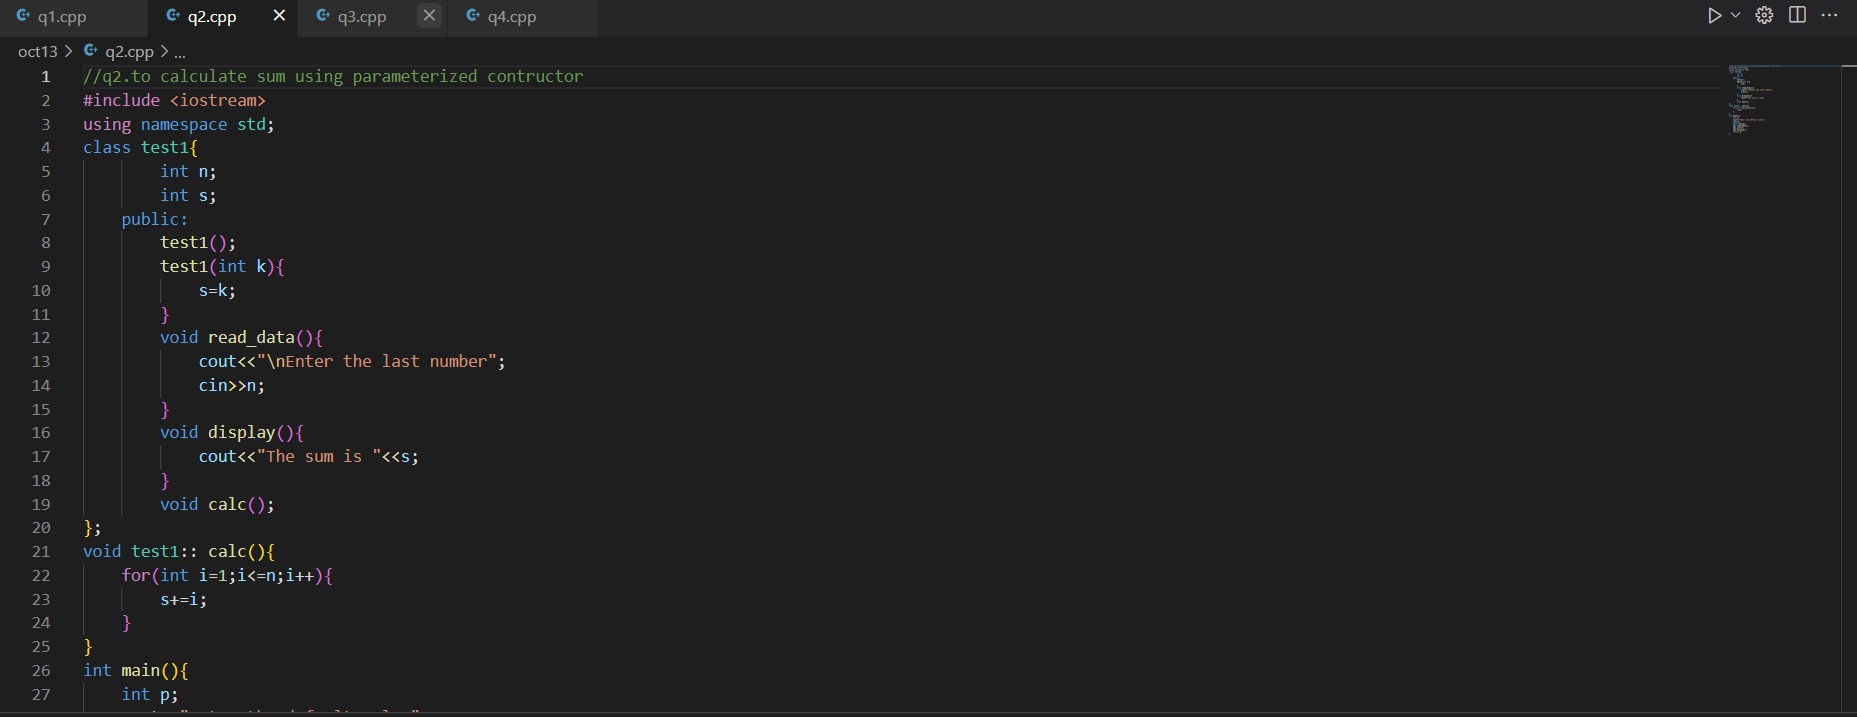 q1.cpp
q2.cpp
q3.cpp
q4.cpp
oct13 > q2.cpp > ...
1 //q2.to calculate sum using parameterized contructor
2 #include <iostream>
3 using namespace std;
4 class test1{
5 int n;
6 int s;
7 public:
8 test1();
9 test1(int k){
10 s=k;
11 }
12 void read_data(){
13 cout<<"\nEnter the last number";
14 cin>>n;
15 }
16 void display(){
17 cout<<"The sum is "<<s;
18 }
19 void calc();
20 };
21 void test1:: calc(){
22 for(int i=1;i<=n;i++){
23 s+=i;
24 }
25 }
26 int main(){
27 int p;